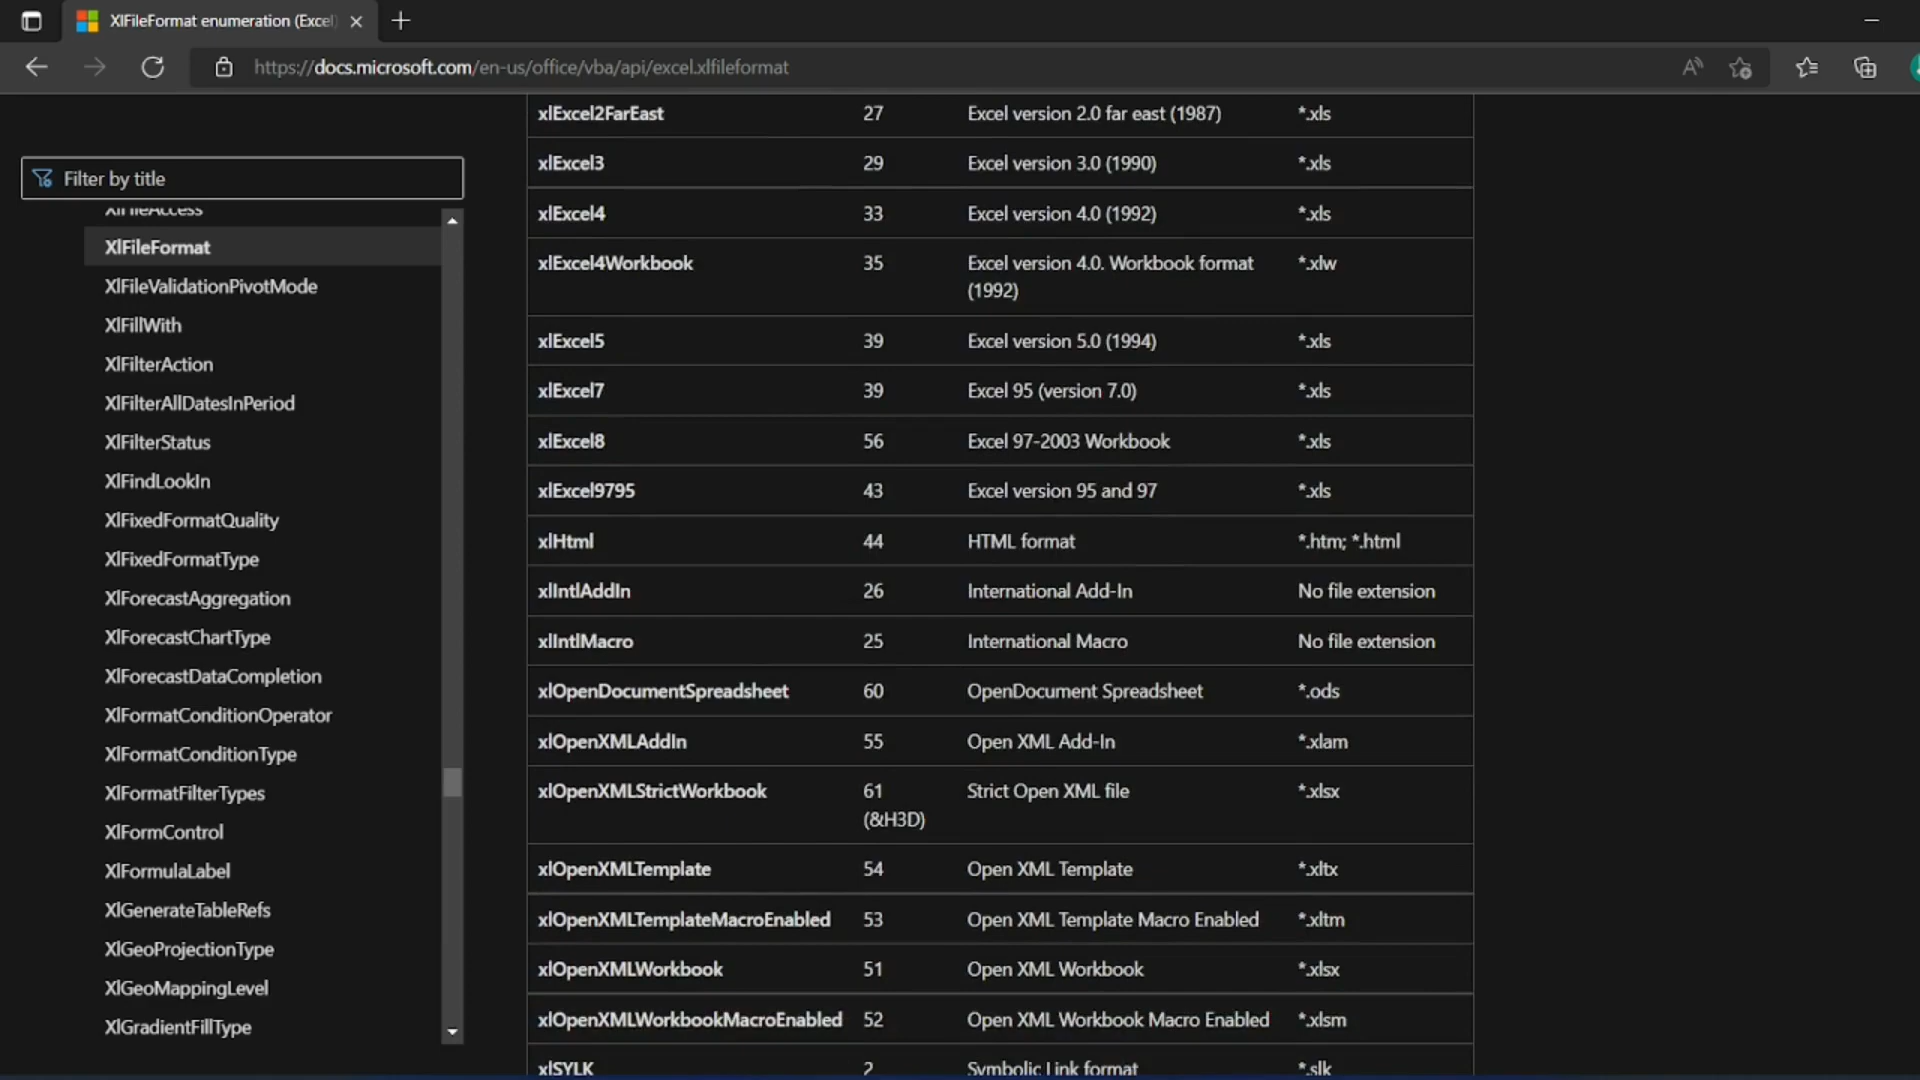 XlFileFormat enumeration (Excel)
https://docs.microsoft.com/en-us/office/vba/api/excel.xlfileformat
Filter by title
XlFileAccess
XlFileFormat
XlFileValidationPivotMode
XlFillWith
XlFilterAction
XlFilterAllDatesInPeriod
XlFilterStatus
XlFindLookIn
XlFixedFormatQuality
XlFixedFormatType
XlForecastAggregation
XlForecastChartType
XlForecastDataCompletion
XlFormatConditionOperator
XlFormatConditionType
XlFormatFilterTypes
XlFormControl
XlFormulaLabel
XlGenerateTableRefs
XlGeoProjectionType
XlGeoMappingLevel
XlGradientFillType
xlExcel2FarEast 27 Excel version 2.0 far east (1987) *.xls
xlExcel3 29 Excel version 3.0 (1990) *.xls
xlExcel4 33 Excel version 4.0 (1992) *.xls
xlExcel4Workbook 35 Excel version 4.0. Workbook format *.xlw
(1992)
xlExcel5 39 Excel version 5.0 (1994) *.xls
xlExcel7 39 Excel 95 (version 7.0) *.xls
xlExcel8 56 Excel 97-2003 Workbook *.xls
xlExcel9795 43 Excel version 95 and 97 *.xls
xlHtml 44 HTML format *.htm; *.html
xlIntlAddIn 26 International Add-In No file extension
xlIntlMacro 25 International Macro No file extension
xlOpenDocumentSpreadsheet 60 OpenDocument Spreadsheet *.ods
xlOpenXMLAddIn 55 Open XML Add-In *.xlam
xlOpenXMLStrictWorkbook 61 Strict Open XML file *.xlsx
(&H3D)
xlOpenXMLTemplate 54 Open XML Template *.xltx
xlOpenXMLTemplateMacroEnabled 53 Open XML Template Macro Enabled *.xltm
xlOpenXMLWorkbook 51 Open XML Workbook *.xlsx
xlOpenXMLWorkbookMacroEnabled 52 Open XML Workbook Macro Enabled *.xlsm
xlSYLK 2 Symbolic Link format *.slk